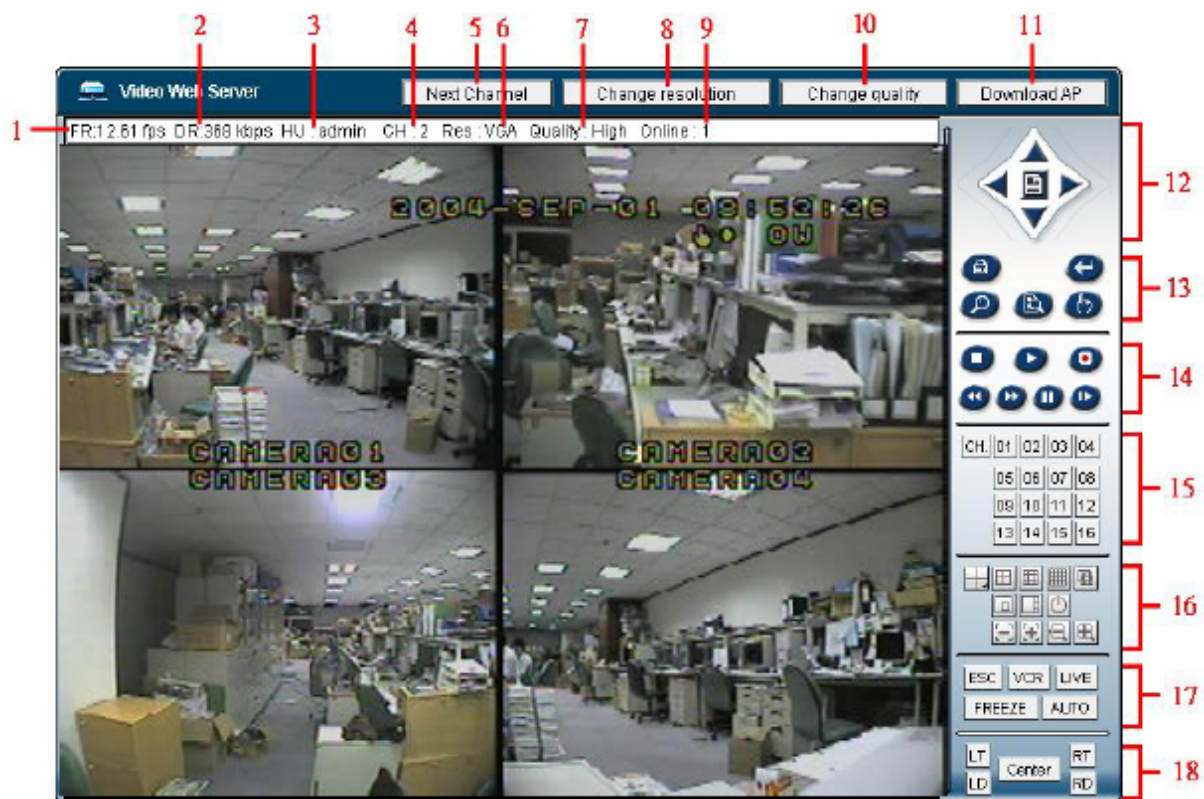 2 3 4 5 6 7 8 9 10 11
Video Web Server
Next Channel
Change resolution
Change quality
Download AP
1
FR:12.61 fps DR:368 kbps HU : admin CH : 2 Res : VGA Quality : High Online : 1
2004-SEP-01 09:52:26
OW
12
13
14
CAMERA01
CAMERA02
CAMERA03
CAMERA04
CH. 01 02 03 04
05 06 07 08
09 10 11 12
13 14 15 16
15
16
ESC VCR LIVE
FREEZE AUTO
17
LT RT
Center
LD RD
18